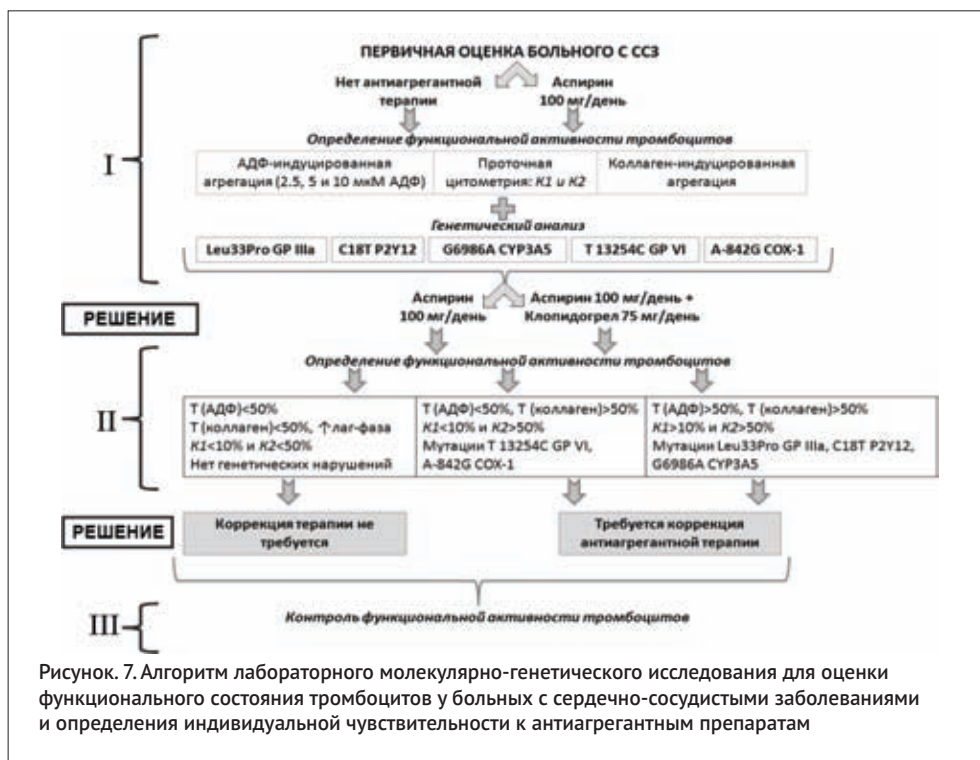 ПЕРВИЧНАЯ ОЦЕНКА БОЛЬНОГО С ССЗ
Нет антиагрегантной
терапии
Аспирин
100 мг/день
Определение функциональной активности тромбоцитов
I
АДФ-индуцированная
агрегация (2.5, 5 и 10 мкМ АДФ)
Проточная
цитометрия: К1 и К2
Коллаген-индуцированная
агрегация
Генетический анализ
Leu33Pro GP IIIa
C18T P2Y12
G6986A CYP3A5
T 13254C GP VI
A-842G COX-1
РЕШЕНИЕ
Аспирин
100 мг/день
Аспирин 100 мг/день +
Клопидогрел 75 мг/день
Определение функциональной активности тромбоцитов
II
Т (АДФ)<50%
Т (коллаген)<50%, ↑лаг-фаза
К1<10% и К2<50%
Нет генетических нарушений
Т (АДФ)<50%, Т (коллаген)>50%
К1<10% и К2>50%
Мутации T 13254C GP VI,
A-842G COX-1
Т (АДФ)>50%, Т (коллаген)>50%
К1>10% и К2>50%
Мутации Leu33Pro GP IIIa, C18T P2Y12,
G6986A CYP3A5
РЕШЕНИЕ
Коррекция терапии не
требуется
Требуется коррекция
антиагрегантной терапии
III
Контроль функциональной активности тромбоцитов
Рисунок. 7. Алгоритм лабораторного молекулярно-генетического исследования для оценки
функционального состояния тромбоцитов у больных с сердечно-сосудистыми заболеваниями
и определения индивидуальной чувствительности к антиагрегантным препаратам